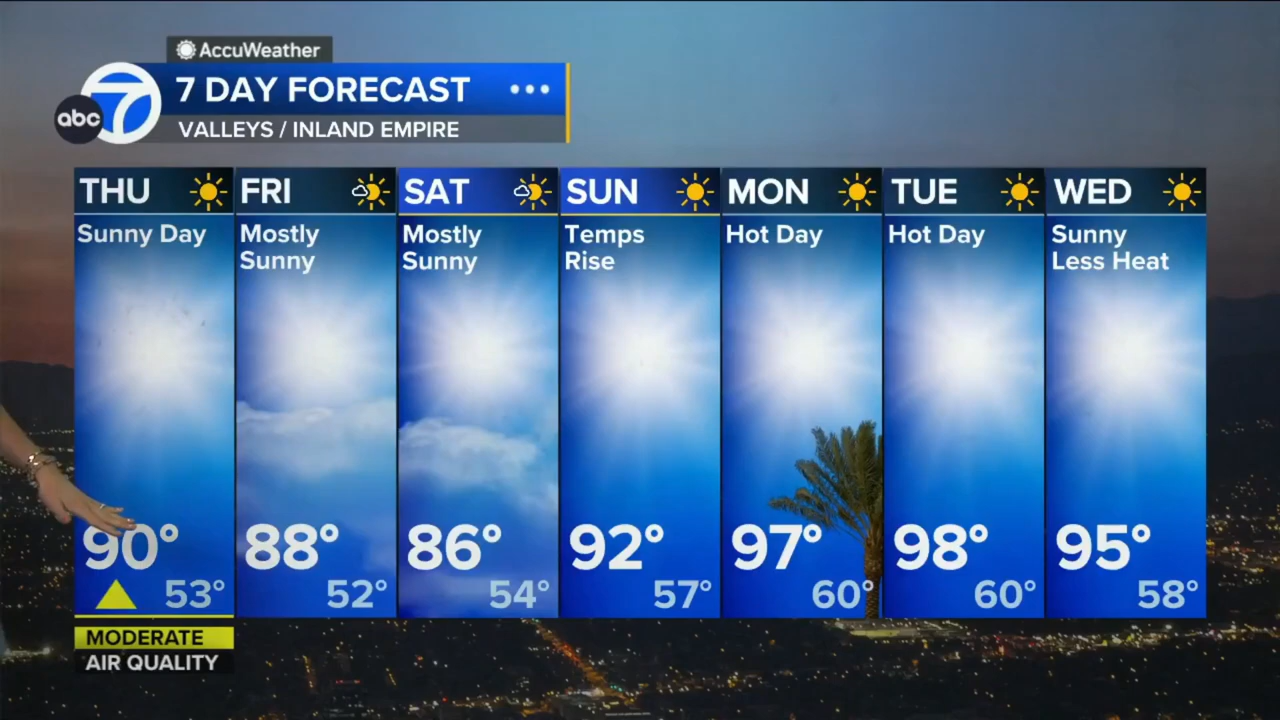 AccuWeather
abc 7
7 DAY FORECAST
VALLEYS / INLAND EMPIRE
THU
Sunny Day
90°
53°
MODERATE
AIR QUALITY
FRI
Mostly
Sunny
88°
52°
SAT
Mostly
Sunny
86°
54°
SUN
Temps
Rise
92°
57°
MON
Hot Day
97°
60°
TUE
Hot Day
98°
60°
WED
Sunny
Less Heat
95°
58°